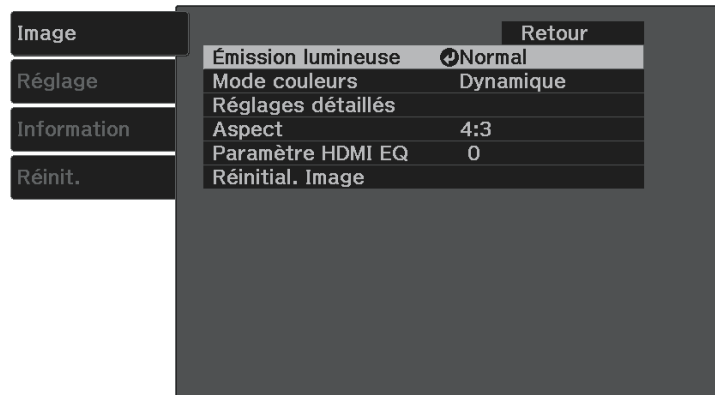 Image
Réglage
Information
Réinit.
Retour
Émission lumineuse Normal
Mode couleurs Dynamique
Réglages détaillés
Aspect 4:3
Paramètre HDMI EQ 0
Réinitial. Image